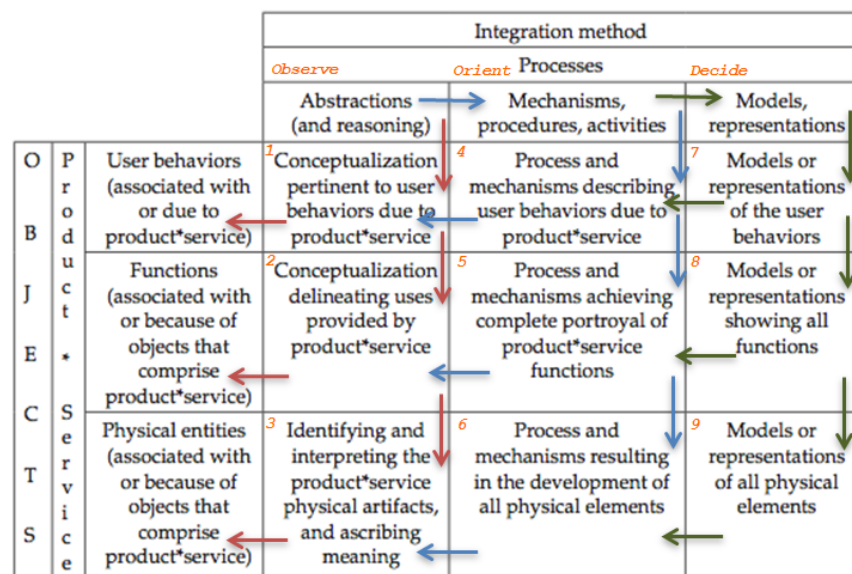 Integration method
Observe Orient Processes Decide
Abstractions
(and reasoning)
Mechanisms,
procedures, activities
Models,
representations
OBJECTS
Product * Service
User behaviors
(associated with
or due to
product*service)
1
Conceptualization
pertinent to user
behaviors due to
product*service
4
Process and
mechanisms describing
user behaviors due to
product*service
7
Models or
representations
of the user
behaviors
Functions
(associated with
or because of
objects that
comprise
product*service)
2
Conceptualization
delineating uses
provided by
product*service
5
Process and
mechanisms achieving
complete portroyal of
product*service
functions
8
Models or
representations
showing all
functions
Physical entities
(associated with
or because of
objects that
comprise
product*service)
3
Identifying and
interpreting the
product*service
physical artifacts,
and ascribing
meaning
6
Process and
mechanisms resulting
in the development of
all physical elements
9
Models or
representations
of all physical
elements